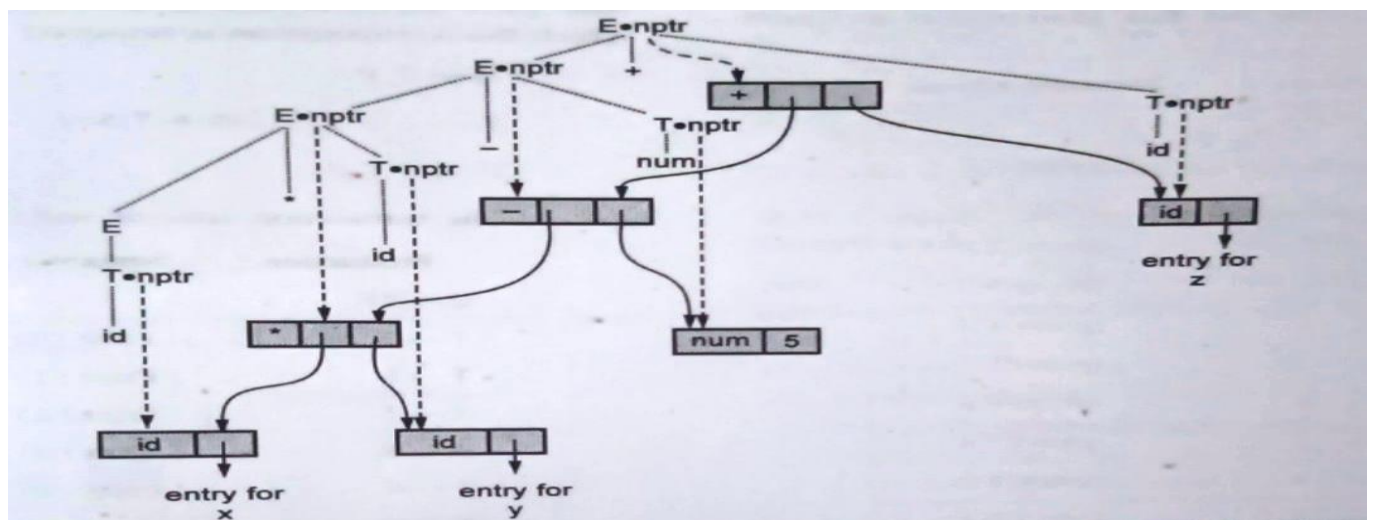 E•nptr
E•nptr
+
+
E•nptr
T•nptr
T•nptr
−
num
id
*
T•nptr
−
id
E
id
entry for
z
T•nptr
id
*
num 5
id
id
entry for
x
entry for
y